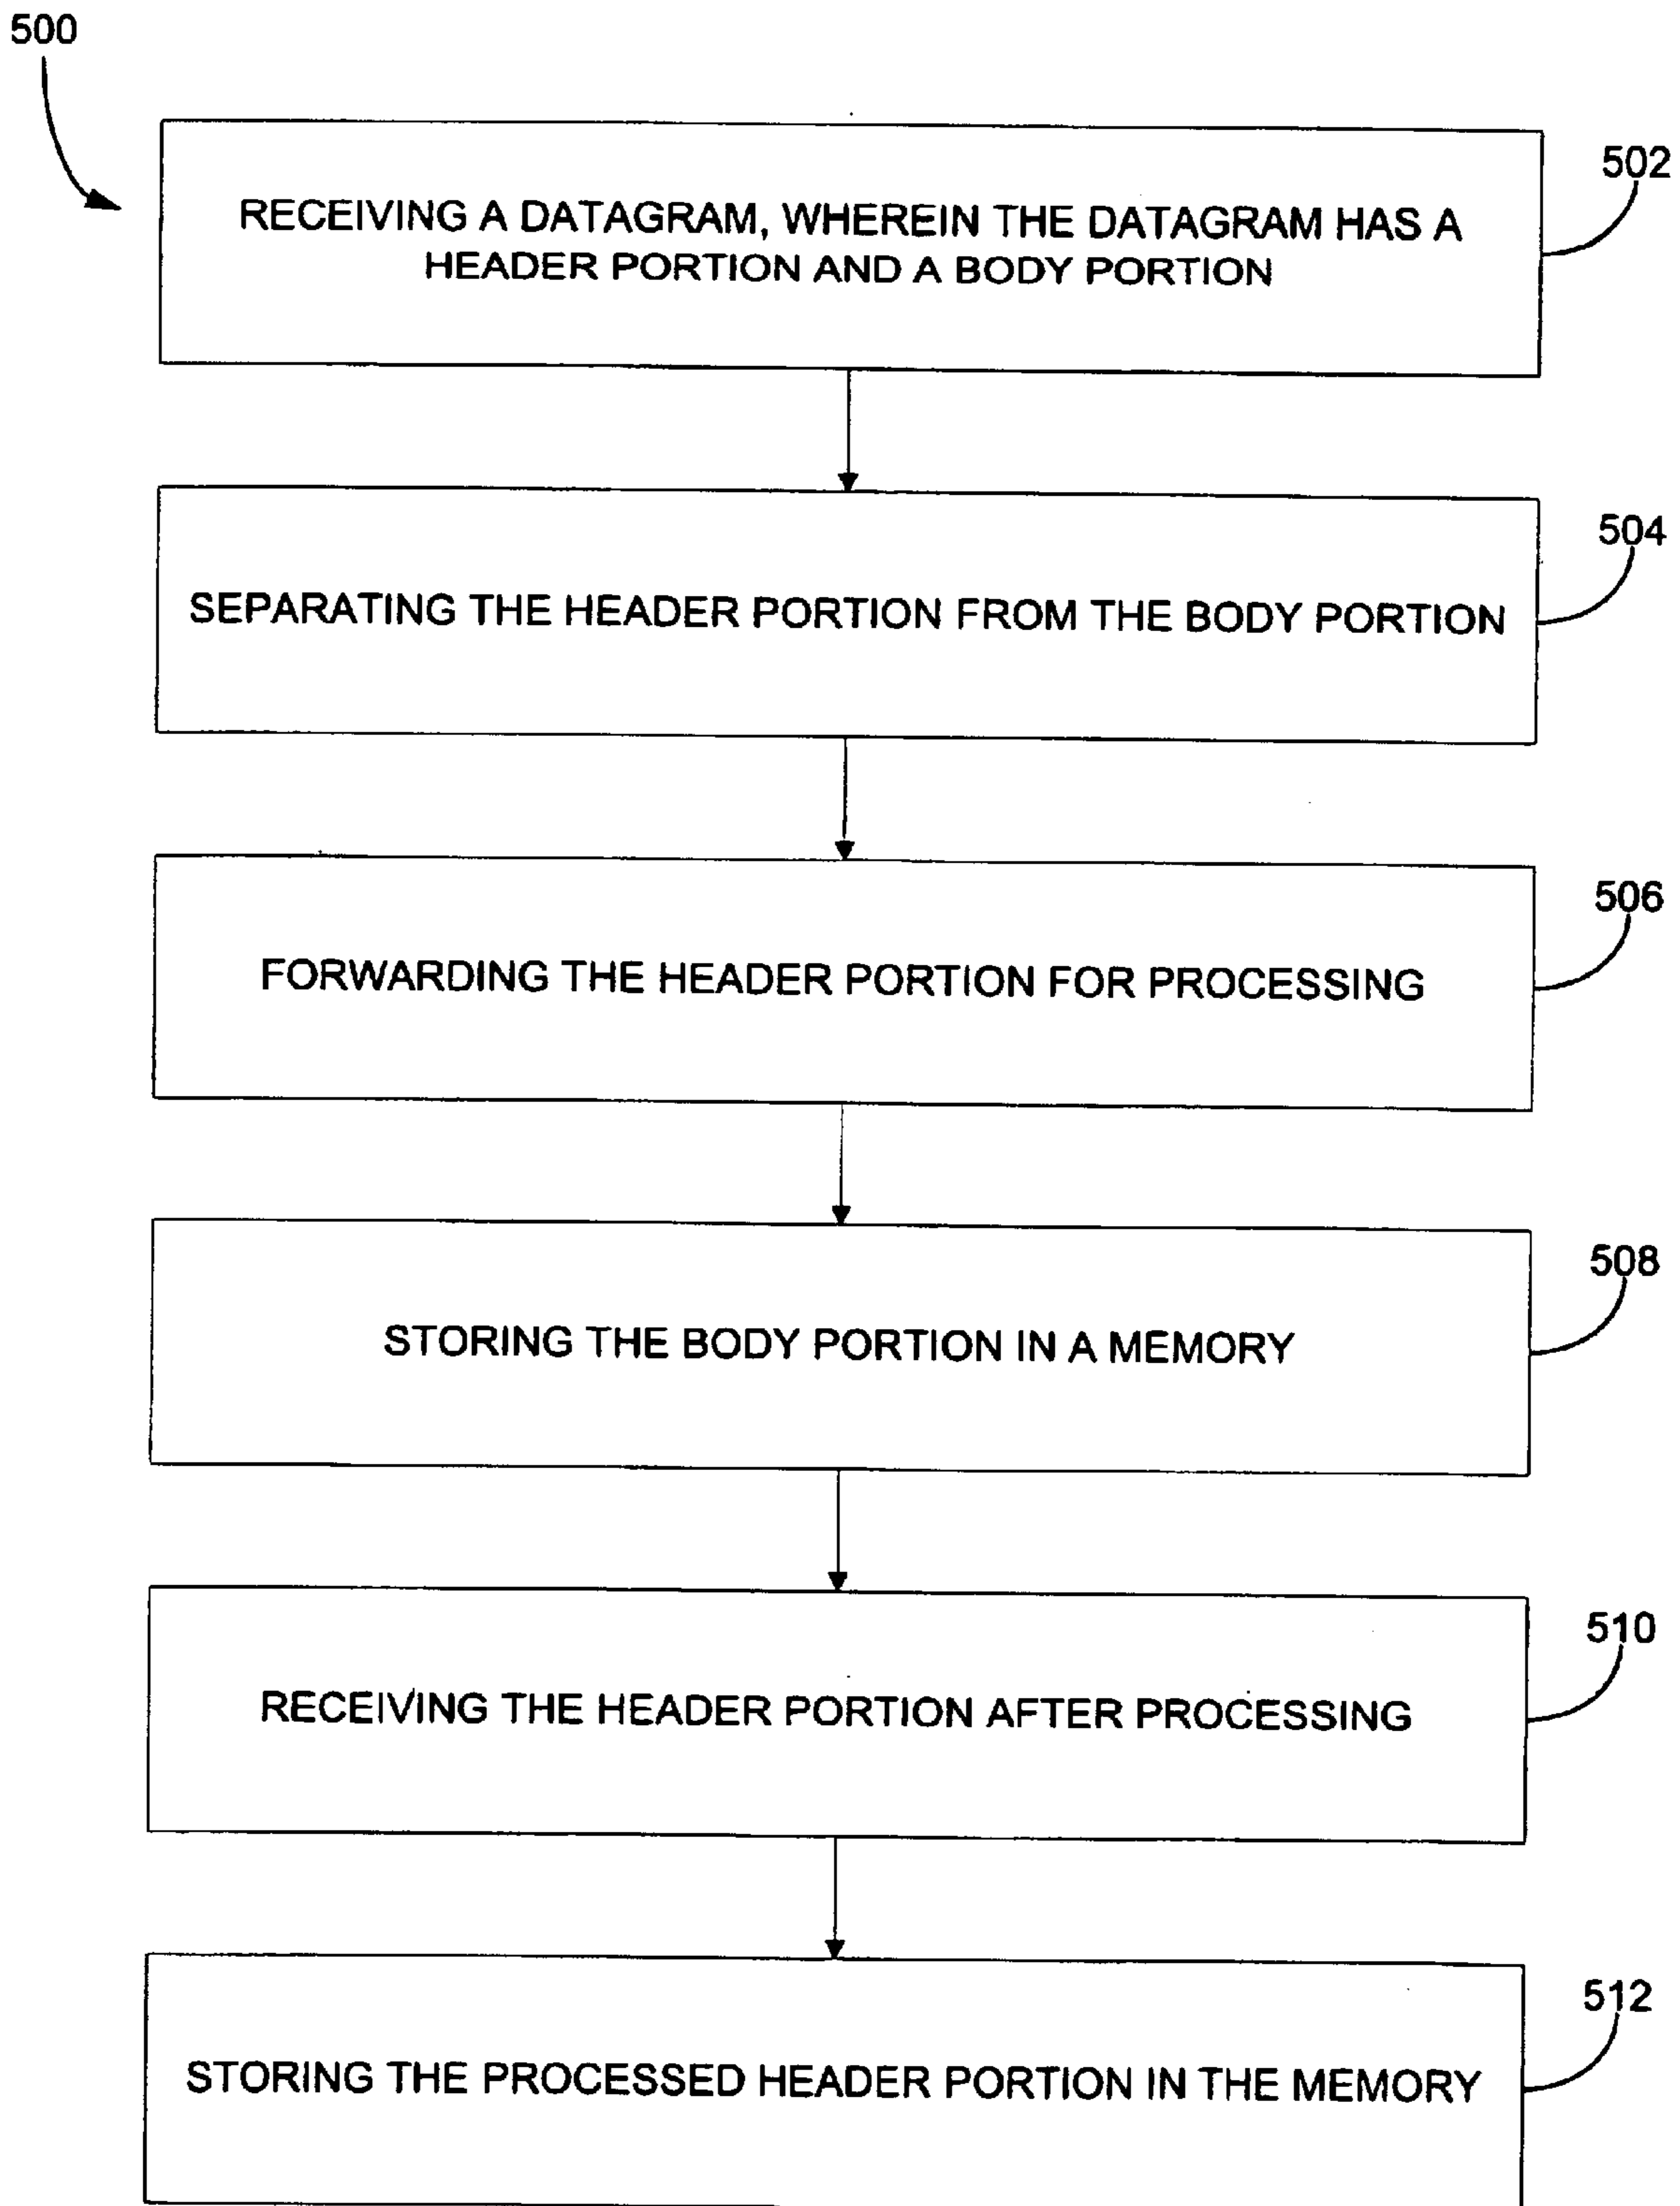 500
502
RECEIVING A DATAGRAM, WHEREIN THE DATAGRAM HAS A
HEADER PORTION AND A BODY PORTION
504
SEPARATING THE HEADER PORTION FROM THE BODY PORTION
506
FORWARDING THE HEADER PORTION FOR PROCESSING
508
STORING THE BODY PORTION IN A MEMORY
510
RECEIVING THE HEADER PORTION AFTER PROCESSING
512
STORING THE PROCESSED HEADER PORTION IN THE MEMORY